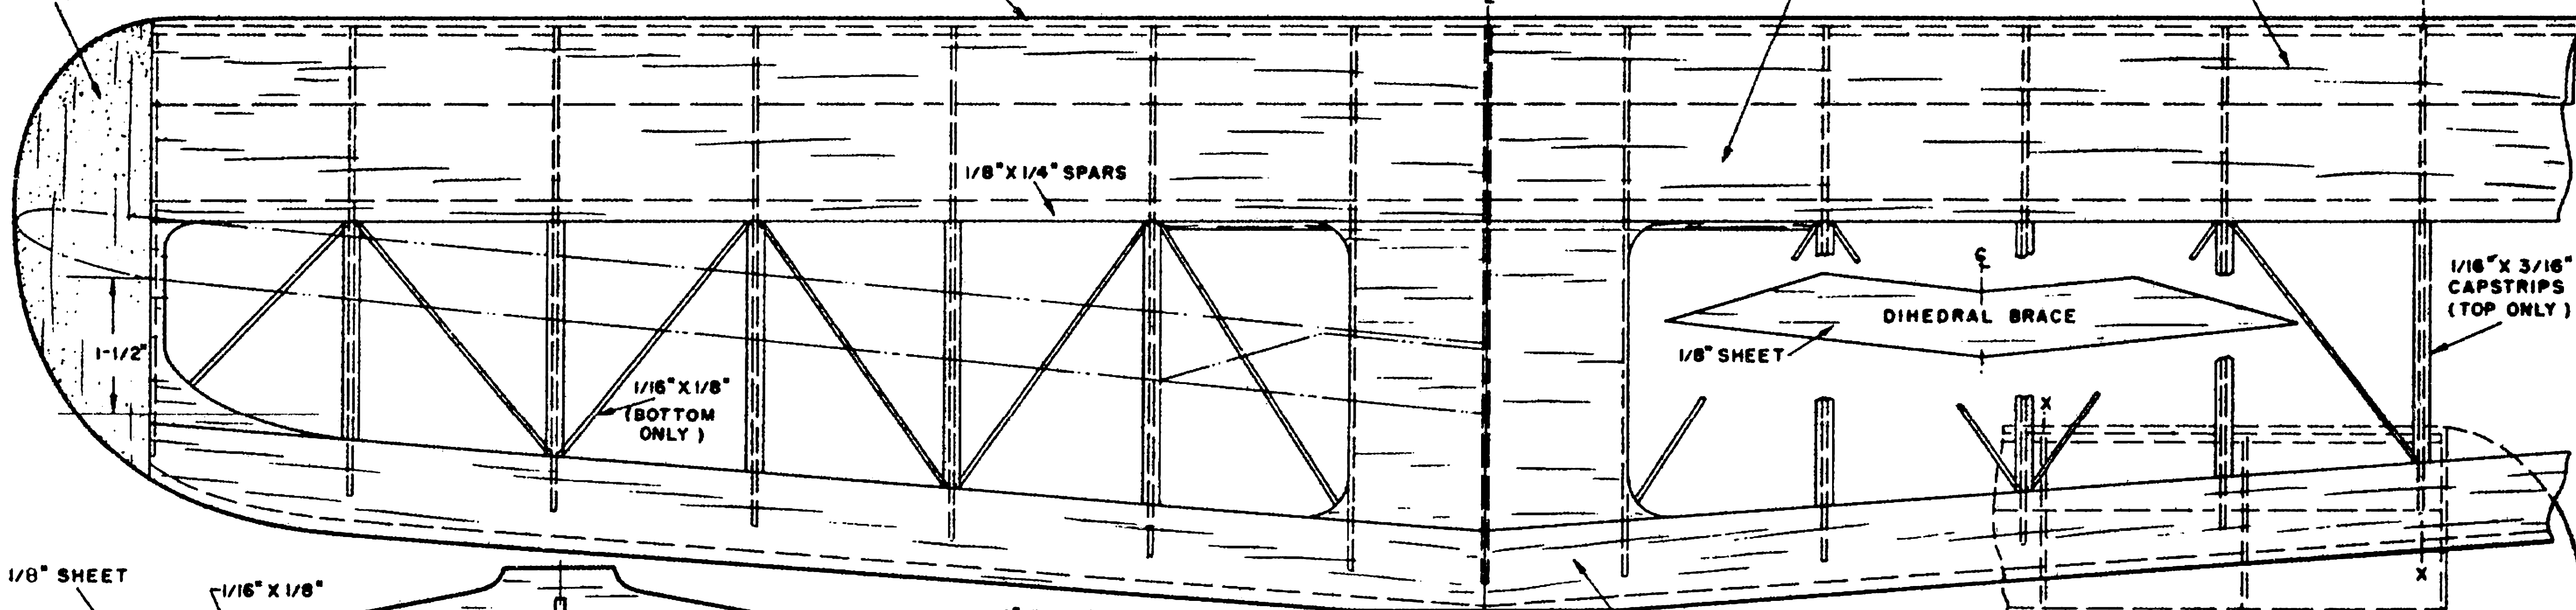 1/8" X 1/4" SPARS
1/16" X 3/16"
CAPSTRIPS
(TOP ONLY)
DIHEDRAL BRACE
1/8" SHEET
1-1/2"
1/16" X 1/8"
(BOTTOM
ONLY)
X
X
1/8" SHEET
1/16" X 1/8"